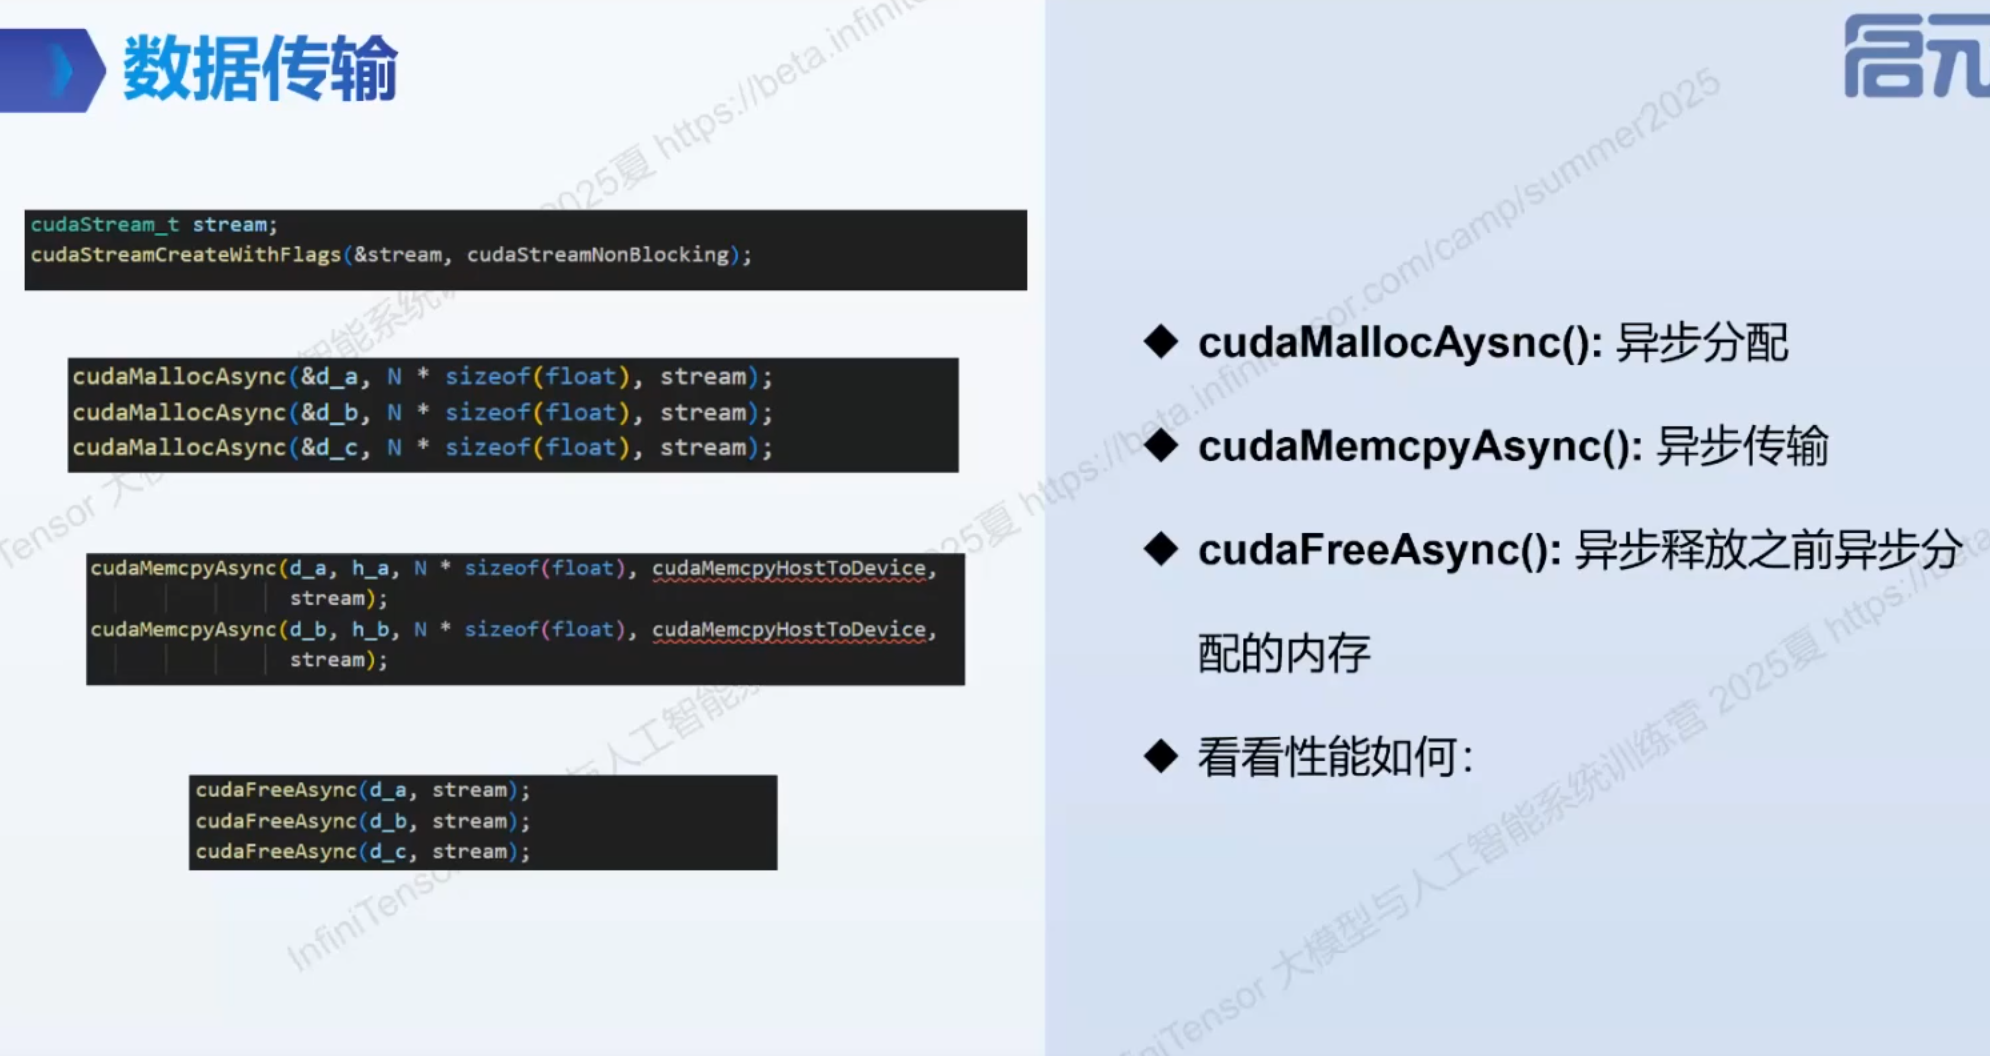 数据传输
启元
cudaStream_t stream;
cudaStreamCreateWithFlags(&stream, cudaStreamNonBlocking);
cudaMallocAsync(&d_a, N * sizeof(float), stream);
cudaMallocAsync(&d_b, N * sizeof(float), stream);
cudaMallocAsync(&d_c, N * sizeof(float), stream);
cudaMemcpyAsync(d_a, h_a, N * sizeof(float), cudaMemcpyHostToDevice,
stream);
cudaMemcpyAsync(d_b, h_b, N * sizeof(float), cudaMemcpyHostToDevice,
stream);
cudaFreeAsync(d_a, stream);
cudaFreeAsync(d_b, stream);
cudaFreeAsync(d_c, stream);
◆ cudaMallocAysnc(): 异步分配
◆ cudaMemcpyAsync(): 异步传输
◆ cudaFreeAsync(): 异步释放之前异步分
配的内存
◆ 看看性能如何：
InfiniTensor 大模型与人工智能系统训练营 2025夏 https://beta.infinitensor.com/camp/summer2025